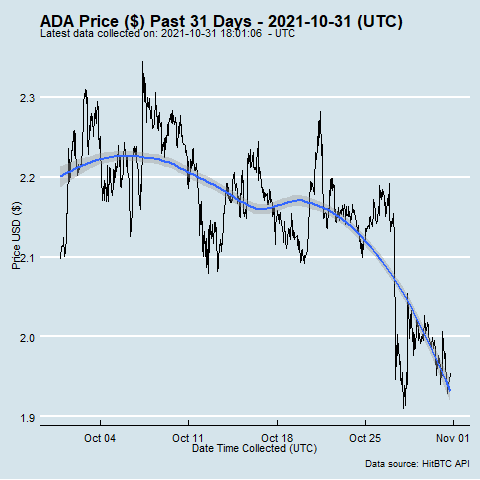 ADA Price ($) Past 31 Days - 2021-10-31 (UTC)
Latest data collected on: 2021-10-31 18:01:06  - UTC
Price USD ($)
2.3
2.2
2.1
2.0
1.9
Oct 04 Oct 11 Oct 18 Oct 25 Nov 01
Date Time Collected (UTC)
Data source: HitBTC API